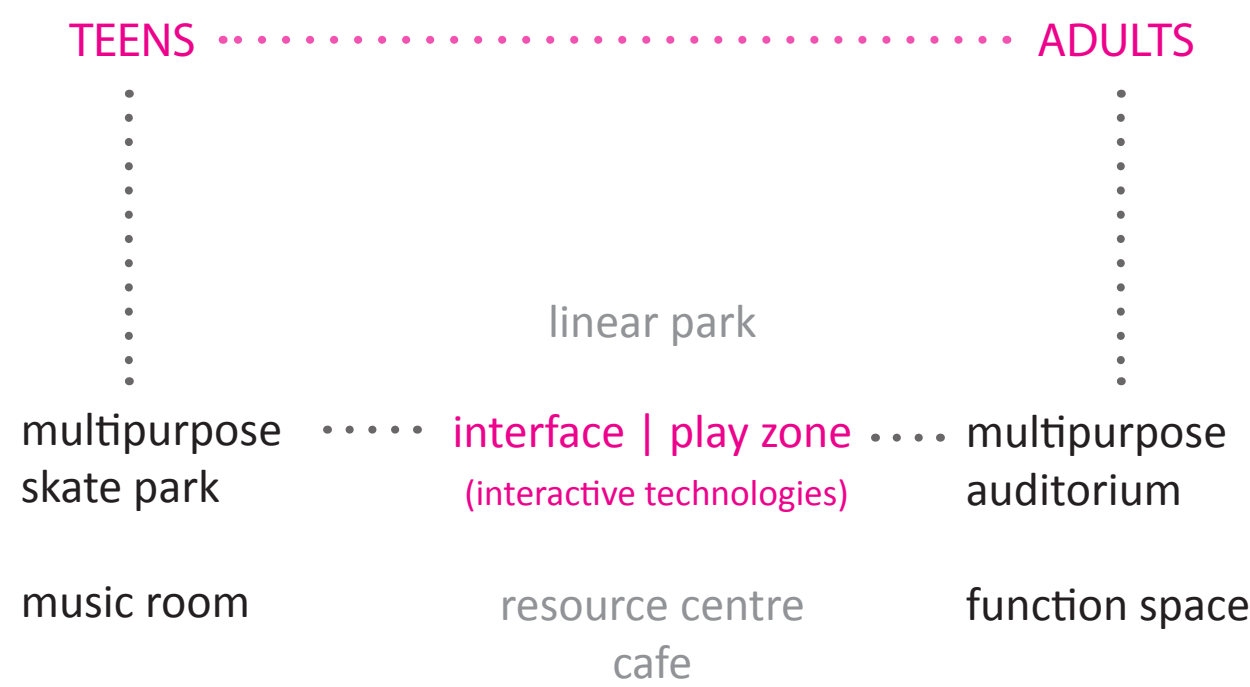 TEENS ADULTS
linear park
multipurpose interface | play zone multipurpose
skate park (interactive technologies) auditorium
music room resource centre function space
cafe